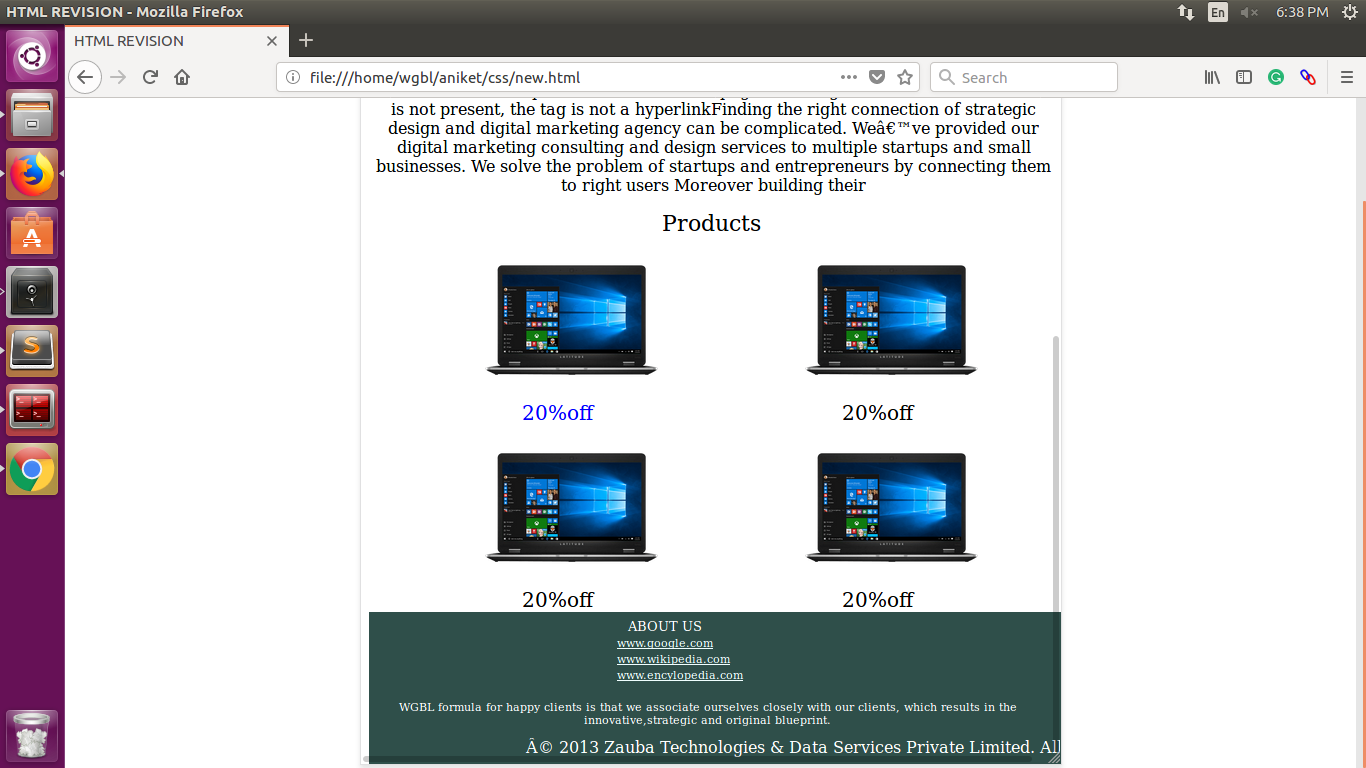 HTML REVISION - Mozilla Firefox
En
6:38 PM
HTML REVISION
file:///home/wgbl/aniket/css/new.html
Search
is not present, the tag is not a hyperlinkFinding the right connection of strategic
design and digital marketing agency can be complicated. Weâ€™ve provided our
digital marketing consulting and design services to multiple startups and small
businesses. We solve the problem of startups and entrepreneurs by connecting them
to right users Moreover building their
Products
LATITUDE
LATITUDE
20%off
20%off
LATITUDE
LATITUDE
20%off
20%off
ABOUT US
www.google.com
www.wikipedia.com
www.encylopedia.com
WGBL formula for happy clients is that we associate ourselves closely with our clients, which results in the
innovative,strategic and original blueprint.
Â© 2013 Zauba Technologies & Data Services Private Limited. All